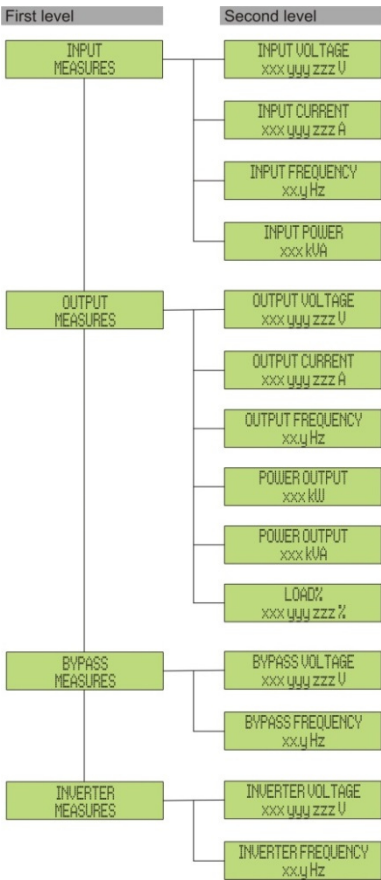 First level
Second level
INPUT
MEASURES
INPUT VOLTAGE
xxx yyy zzz V
INPUT CURRENT
xxx yyy zzz A
INPUT FREQUENCY
xx.y Hz
INPUT POWER
xxx kVA
OUTPUT
MEASURES
OUTPUT VOLTAGE
xxx yyy zzz V
OUTPUT CURRENT
xxx yyy zzz A
OUTPUT FREQUENCY
xx.y Hz
POWER OUTPUT
xxx kW
POWER OUTPUT
xxx kVA
LOAD%
xxx yyy zzz %
BYPASS
MEASURES
BYPASS VOLTAGE
xxx yyy zzz V
BYPASS FREQUENCY
xx.y Hz
INVERTER
MEASURES
INVERTER VOLTAGE
xxx yyy zzz V
INVERTER FREQUENCY
xx.y Hz